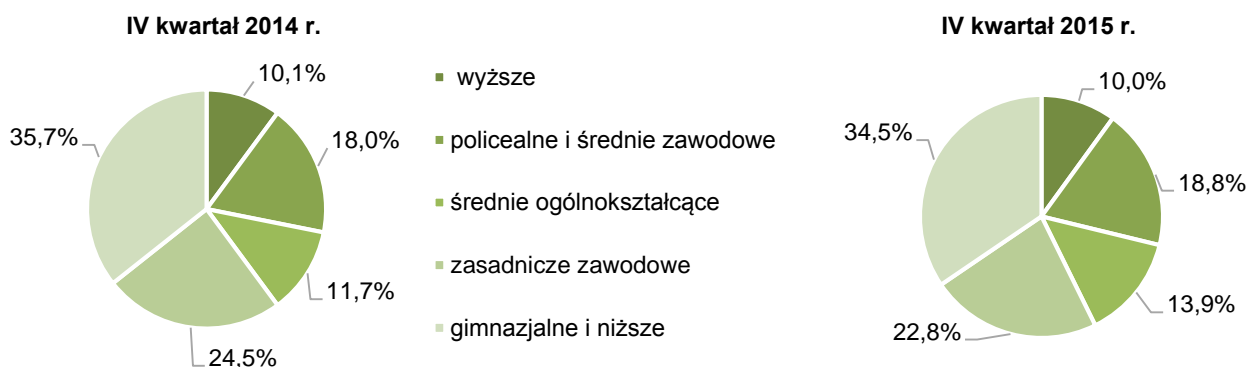 IV kwartał 2014 r.
10,1%
18,0%
11,7%
24,5%
35,7%
wyższe
policealne i średnie zawodowe
średnie ogólnokształcące
zasadnicze zawodowe
gimnazjalne i niższe
IV kwartał 2015 r.
10,0%
18,8%
13,9%
22,8%
34,5%